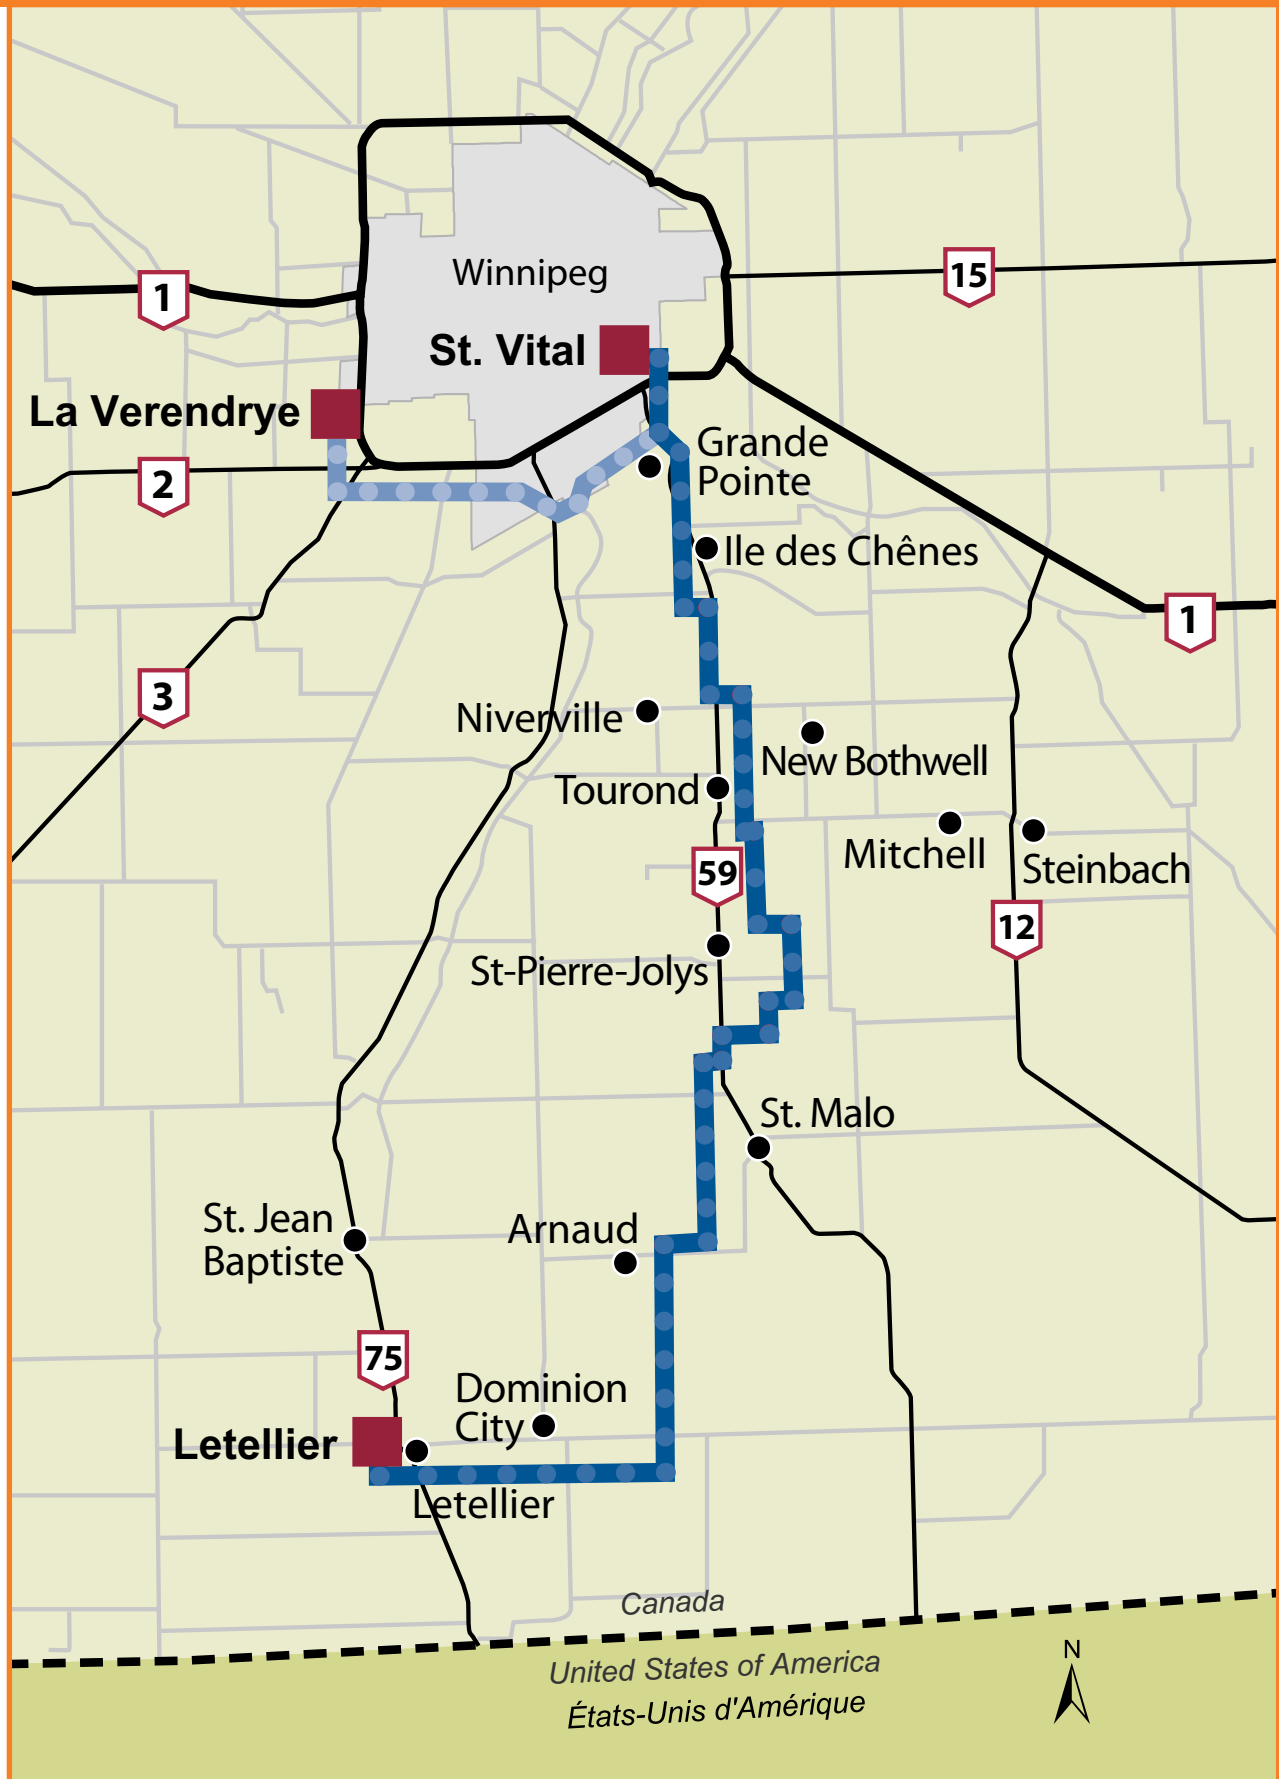 Winnipeg
1
15
St. Vital
La Verendrye
Grande
Pointe
2
Ile des Chênes
1
3
Niverville
New Bothwell
Tourond
Mitchell
Steinbach
59
12
St-Pierre-Jolys
St. Malo
St. Jean
Baptiste
Arnaud
75
Dominion
City
Letellier
Letellier
Canada
United States of America
États-Unis d'Amérique
N